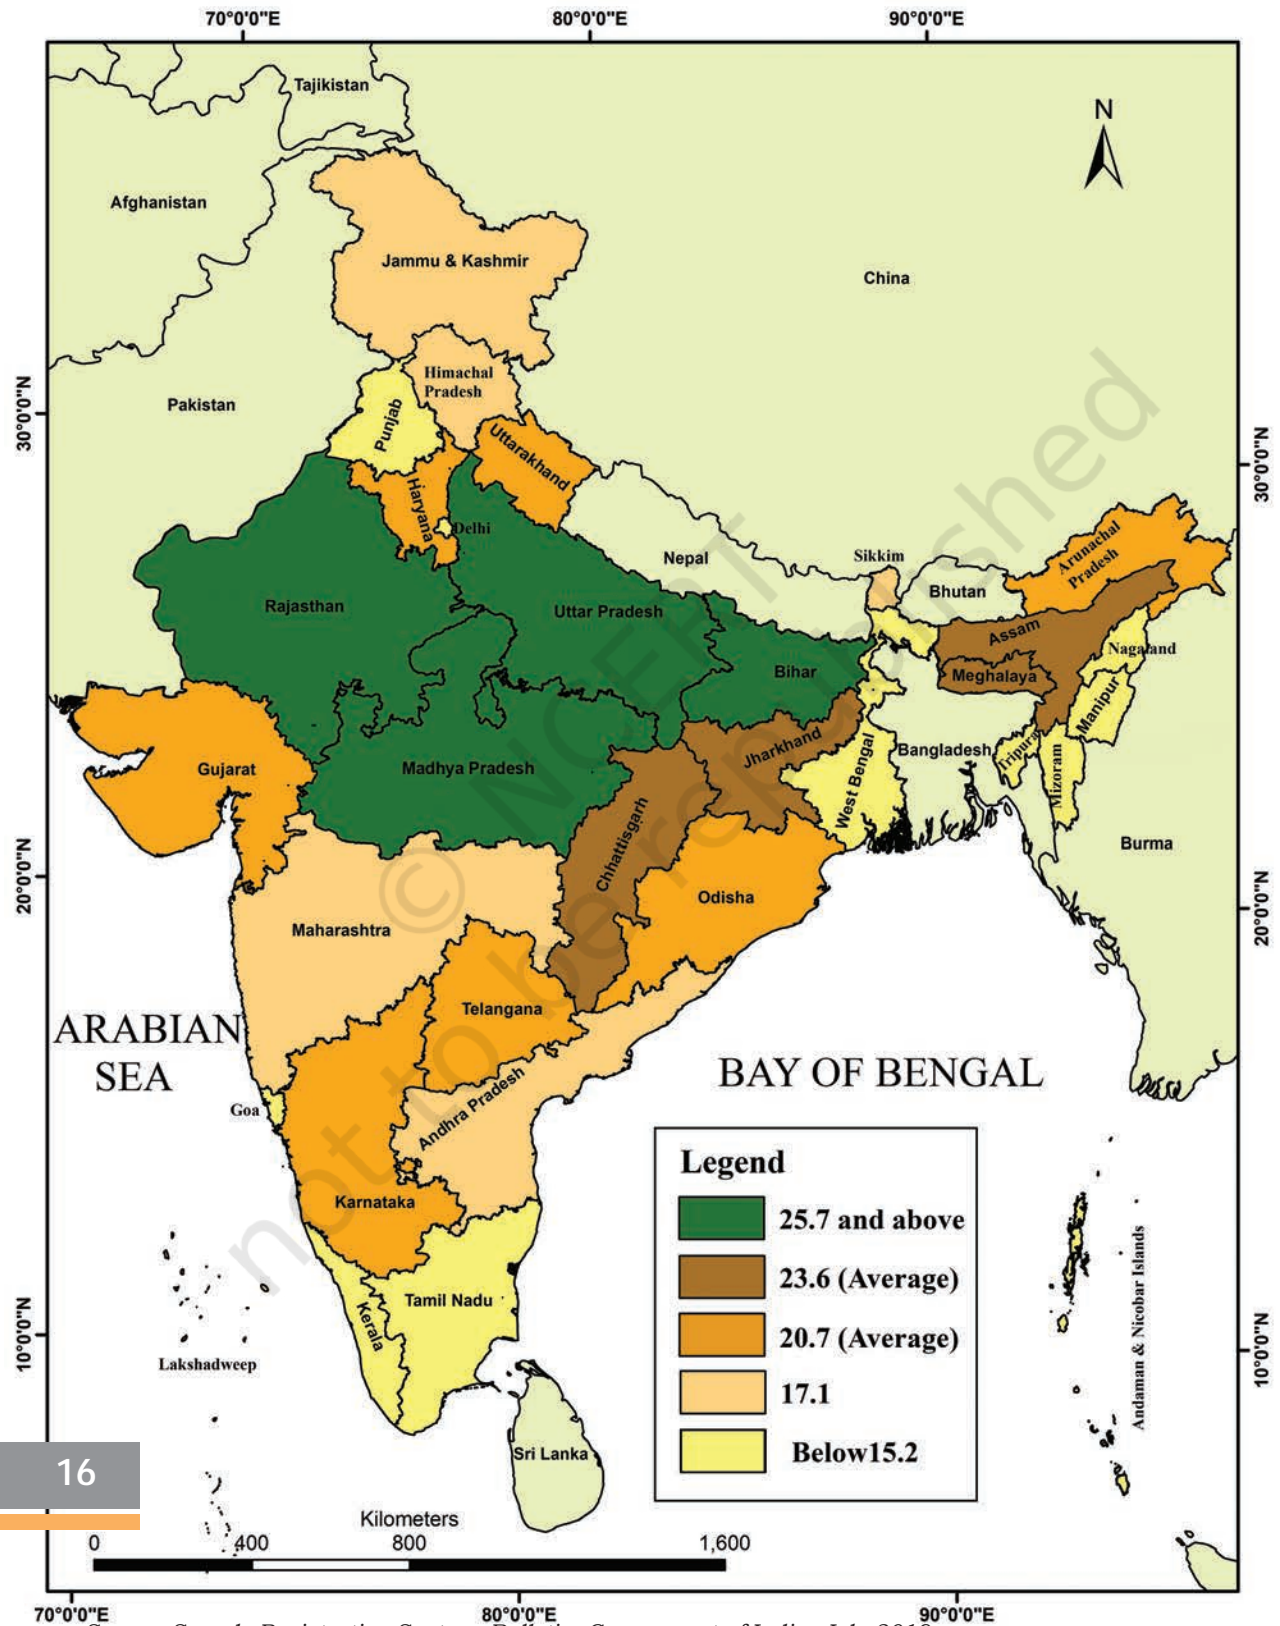 70°0'0"E 80°0'0"E 90°0'0"E
Tajikistan
N
Afghanistan
Jammu & Kashmir
China
Himachal
Pradesh
Pakistan
Punjab
30°0'0"N
30°0'0"N
Uttarakhand
Haryana
Delhi
Nepal
Sikkim
Bhutan
Arunachal
Pradesh
Rajasthan
Uttar Pradesh
Assam
Nagaland
Bihar
Meghalaya
Manipur
Jharkhand
Bangladesh
Tripura
Mizoram
Gujarat
Madhya Pradesh
West Bengal
Burma
Chhattisgarh
20°0'0"N
20°0'0"N
Odisha
Maharashtra
Telangana
ARABIAN
SEA
BAY OF BENGAL
Goa
Andhra Pradesh
Karnataka
Legend
25.7 and above
23.6 (Average)
20.7 (Average)
17.1
Below15.2
Tamil Nadu
Kerala
10°0'0"N
10°0'0"N
Lakshadweep
Andaman & Nicobar Islands
Sri Lanka
16
Kilometers
0 400 800 1,600
70°0'0"E 80°0'0"E 90°0'0"E
© NCERT
not to be republished